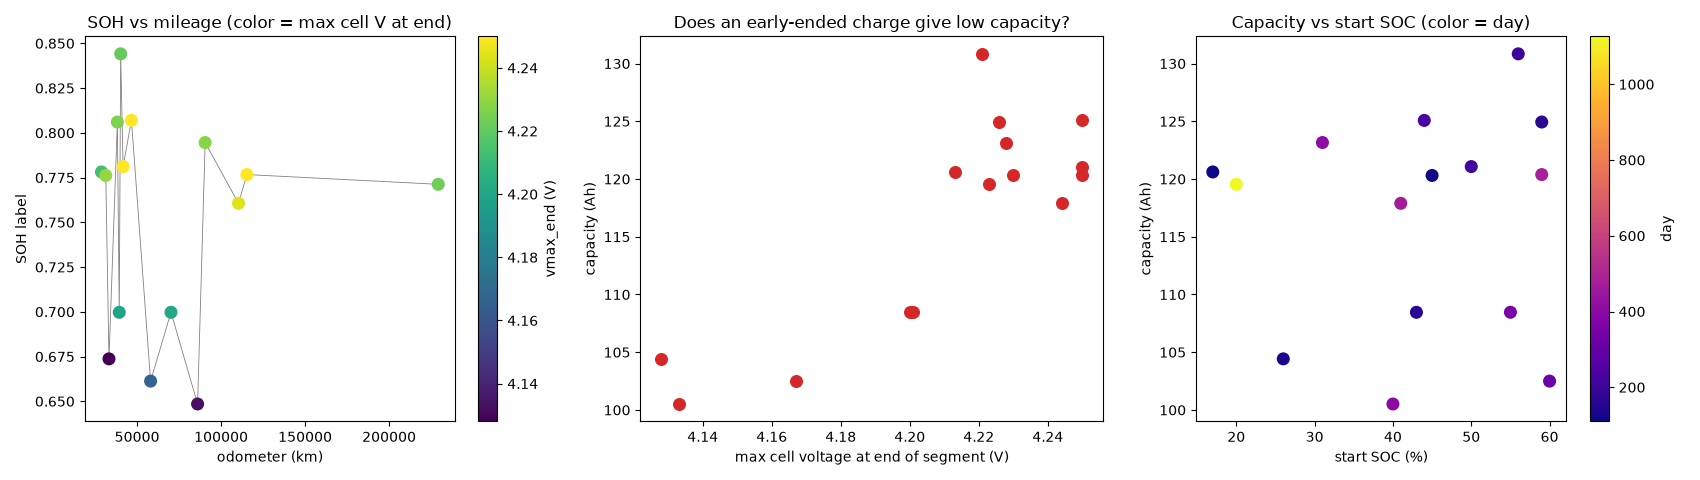 SOH vs mileage (color = max cell V at end)
0.850
0.825
0.800
0.775
0.750
0.725
0.700
0.675
0.650
SOH label
50000 100000 150000 200000
odometer (km)
4.24
4.22
4.20
4.18
4.16
4.14
vmax_end (V)
Does an early-ended charge give low capacity?
130
125
120
115
110
105
100
capacity (Ah)
4.14 4.16 4.18 4.20 4.22 4.24
max cell voltage at end of segment (V)
Capacity vs start SOC (color = day)
130
125
120
115
110
105
100
capacity (Ah)
20 30 40 50 60
start SOC (%)
1000
800
600
400
200
day